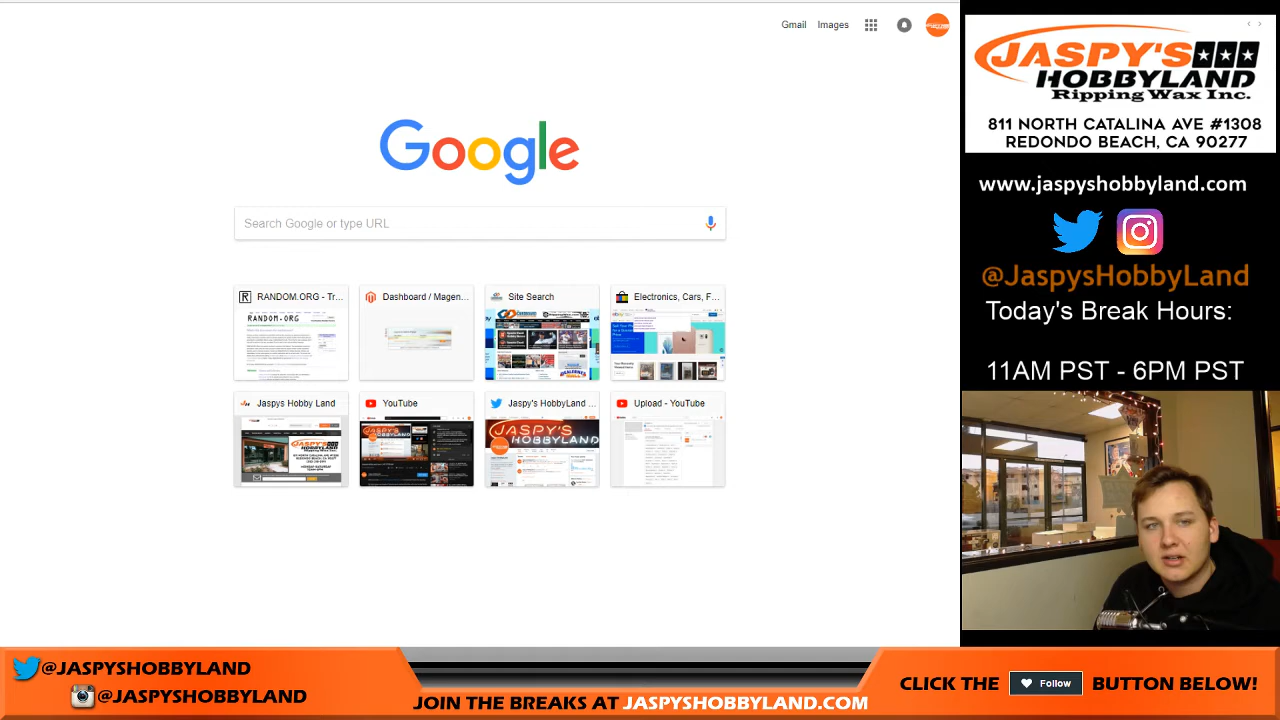 Gmail Images
Google
Search Google or type URL
RANDOM.ORG - Tr...
Dashboard / Magen...
Site Search
Electronics, Cars, F...
RANDOM.ORG
Jaspys Hobby Land
YouTube
Jaspy's HobbyLand ...
Upload - YouTube
JASPY'S
HOBBYLAND
Ripping Wax Inc.
811 NORTH CATALINA AVE #1308
REDONDO BEACH, CA 90277
www.jaspyshobbyland.com
@JaspysHobbyLand
Today's Break Hours:
11AM PST - 6PM PST
@JASPYSHOBBYLAND
@JASPYSHOBBYLAND
JOIN THE BREAKS AT JASPYSHOBBYLAND.COM
CLICK THE Follow BUTTON BELOW!